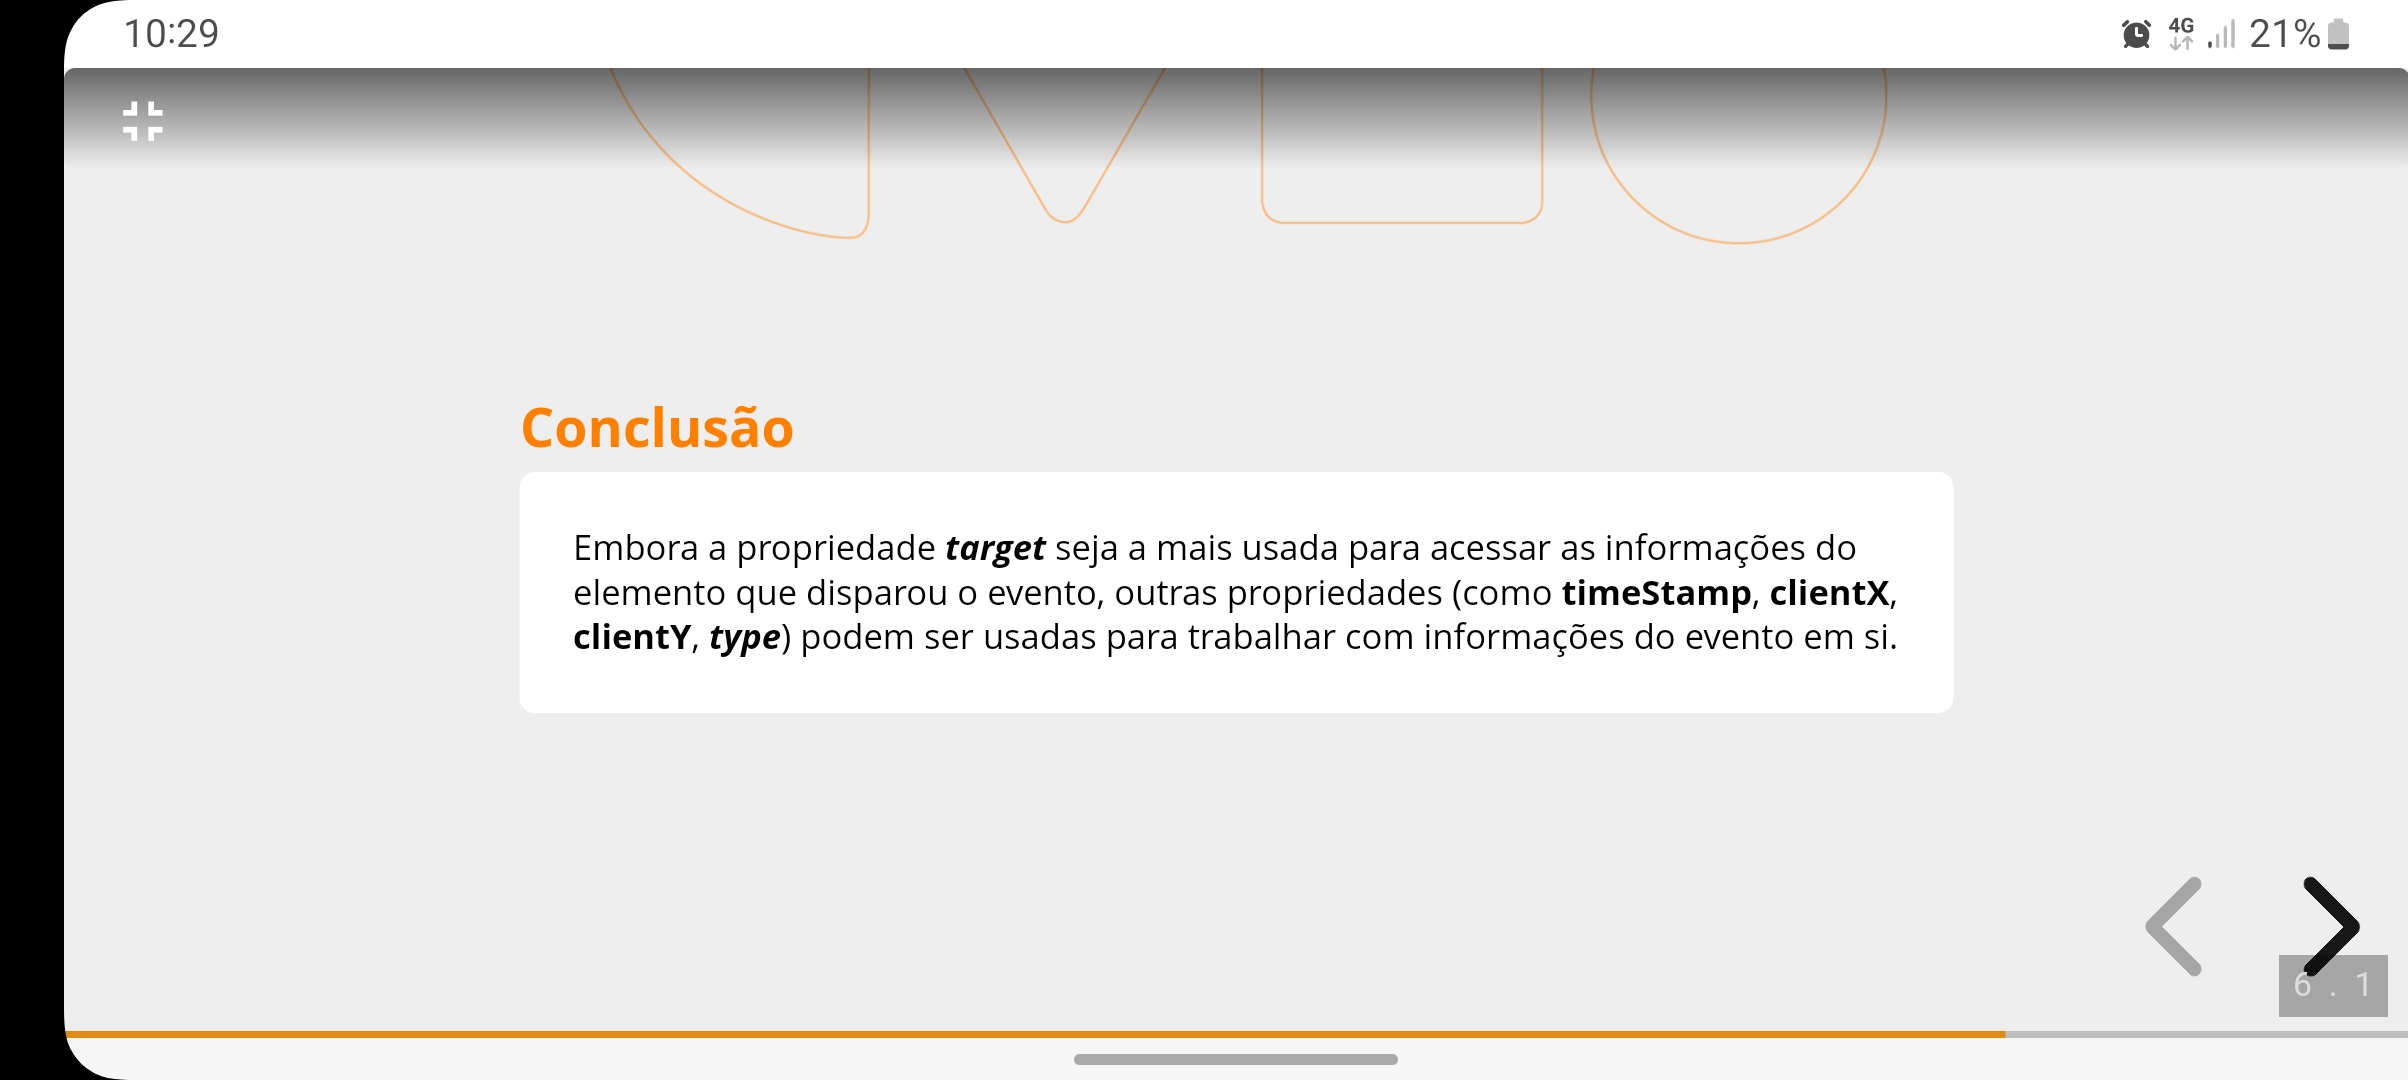 10:29
4G
21%
Conclusão
Embora a propriedade target seja a mais usada para acessar as informações do
elemento que disparou o evento, outras propriedades (como timeStamp, clientX,
clientY, type) podem ser usadas para trabalhar com informações do evento em si.
6 . 1